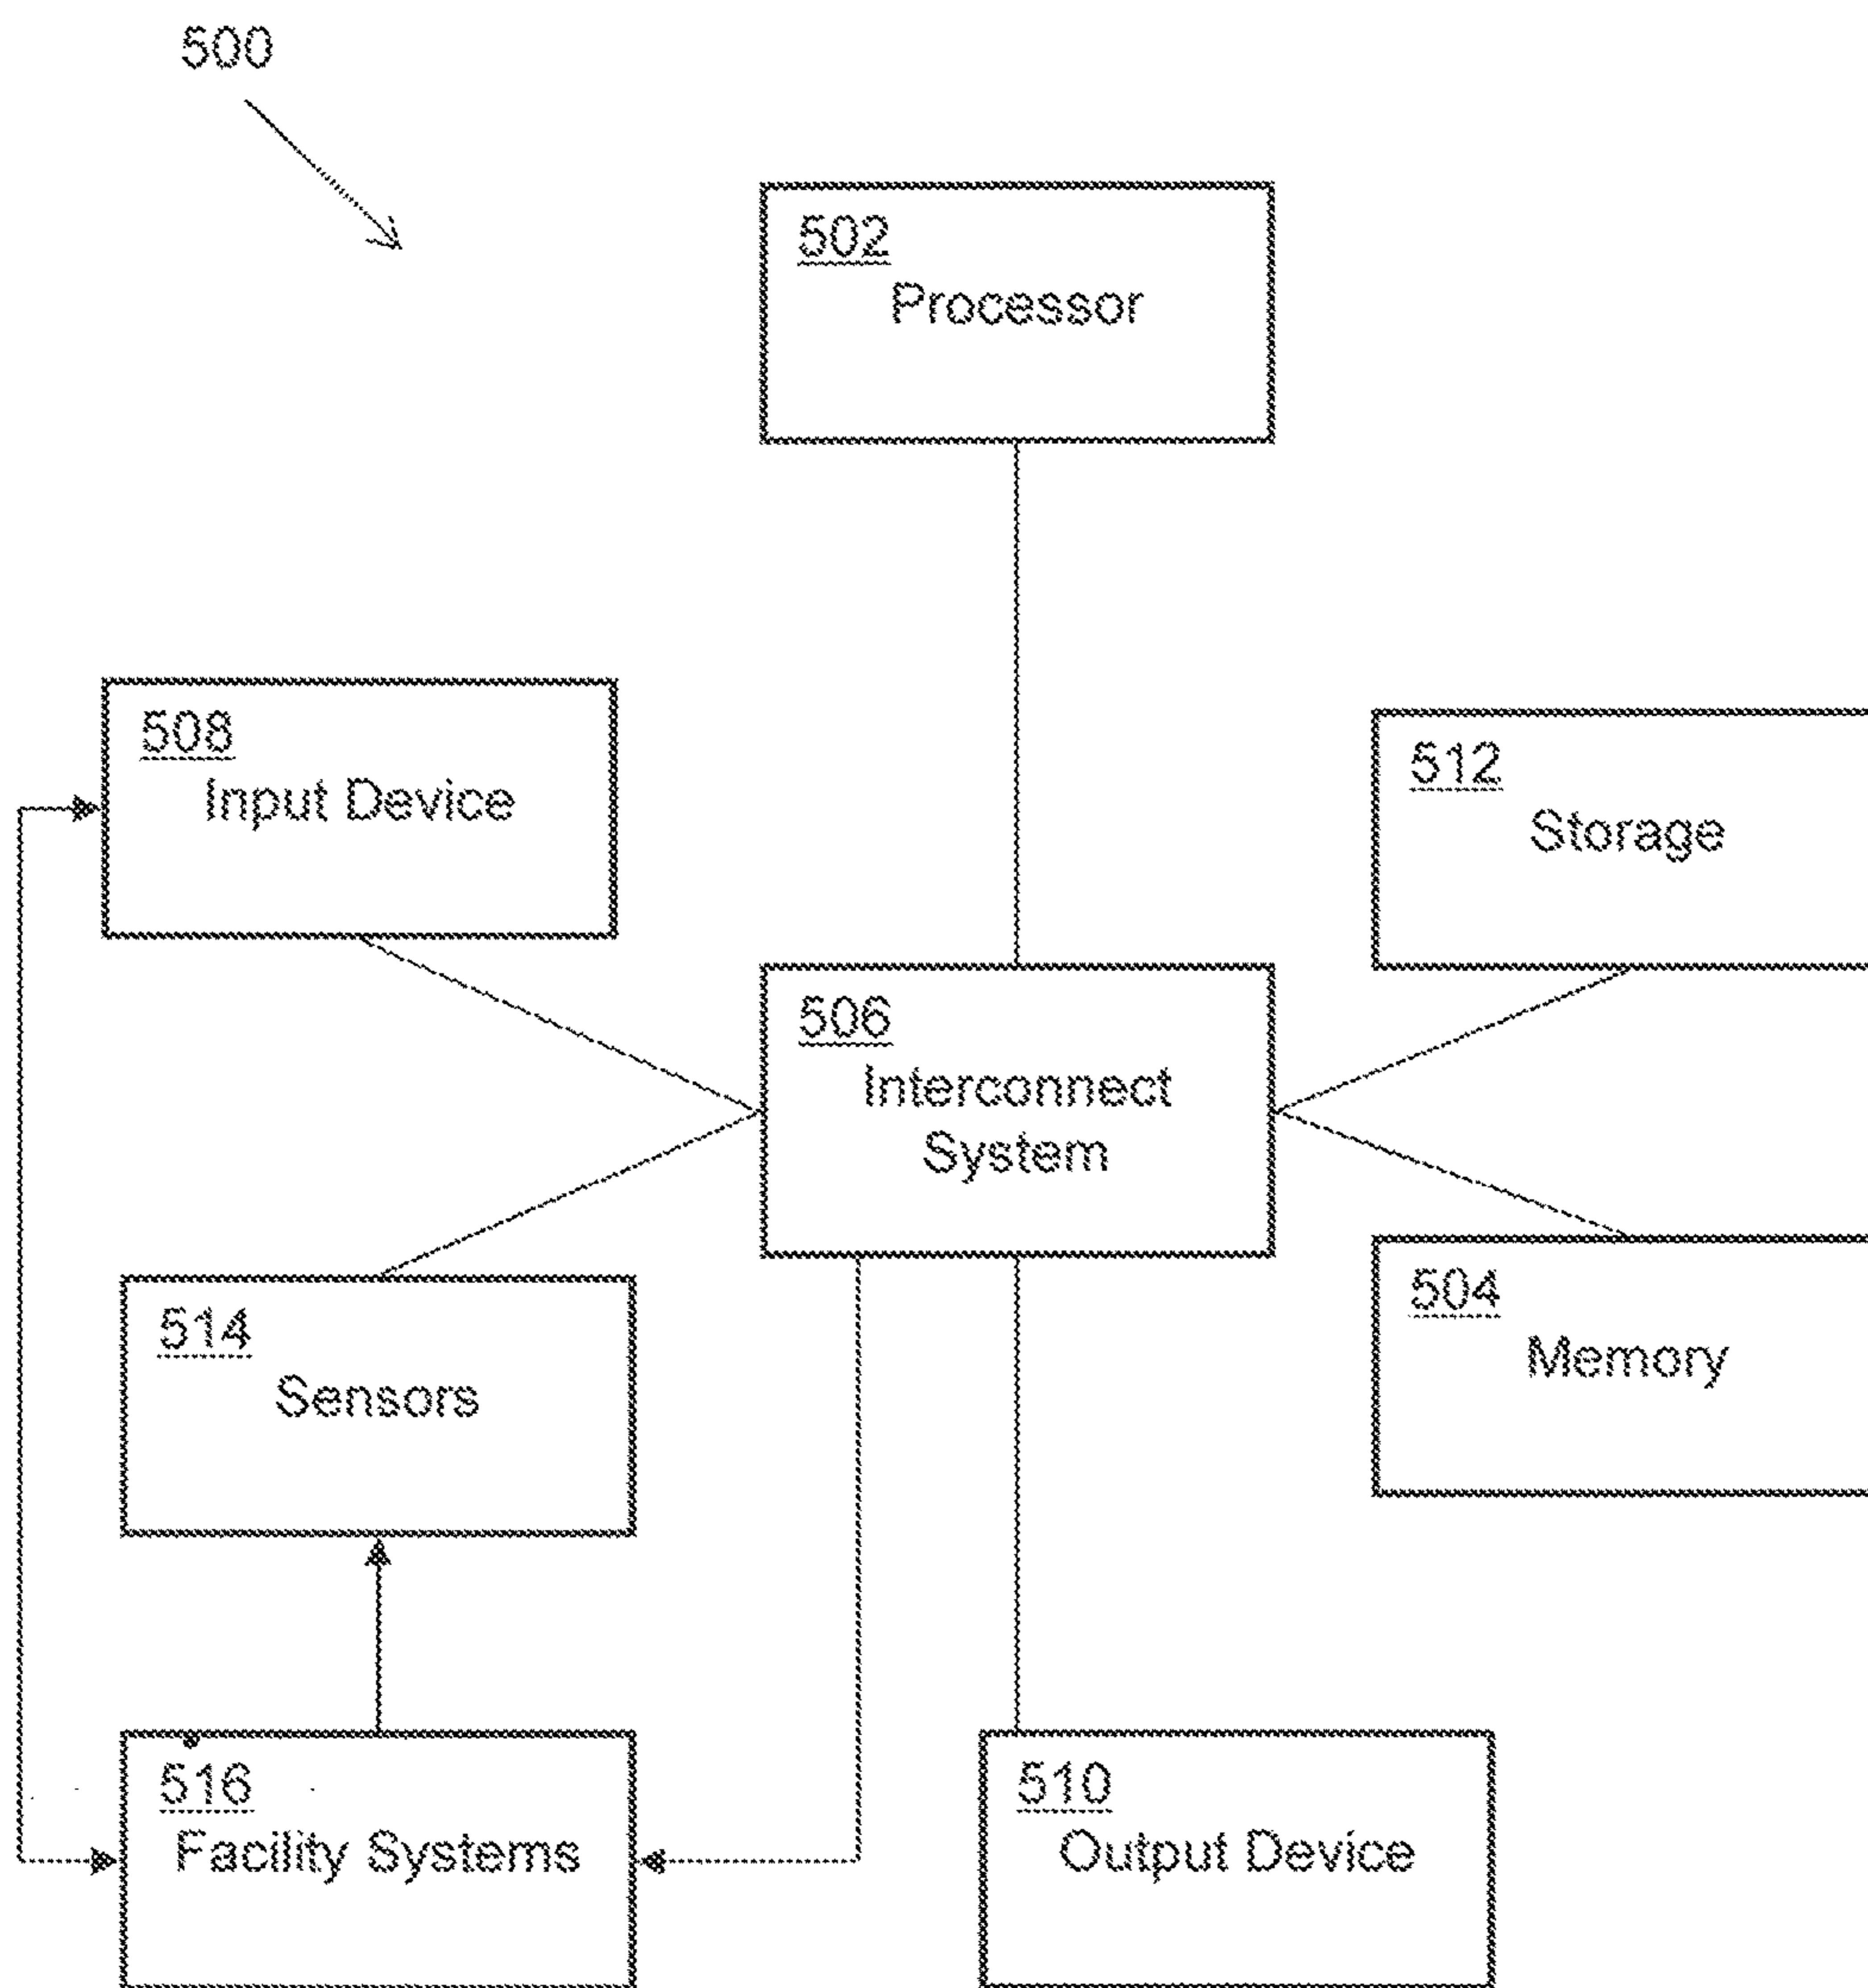 500
502
Processor
508
Input Device
512
Storage
506
Interconnect
System
514
Sensors
504
Memory
516
Facility Systems
510
Output Device